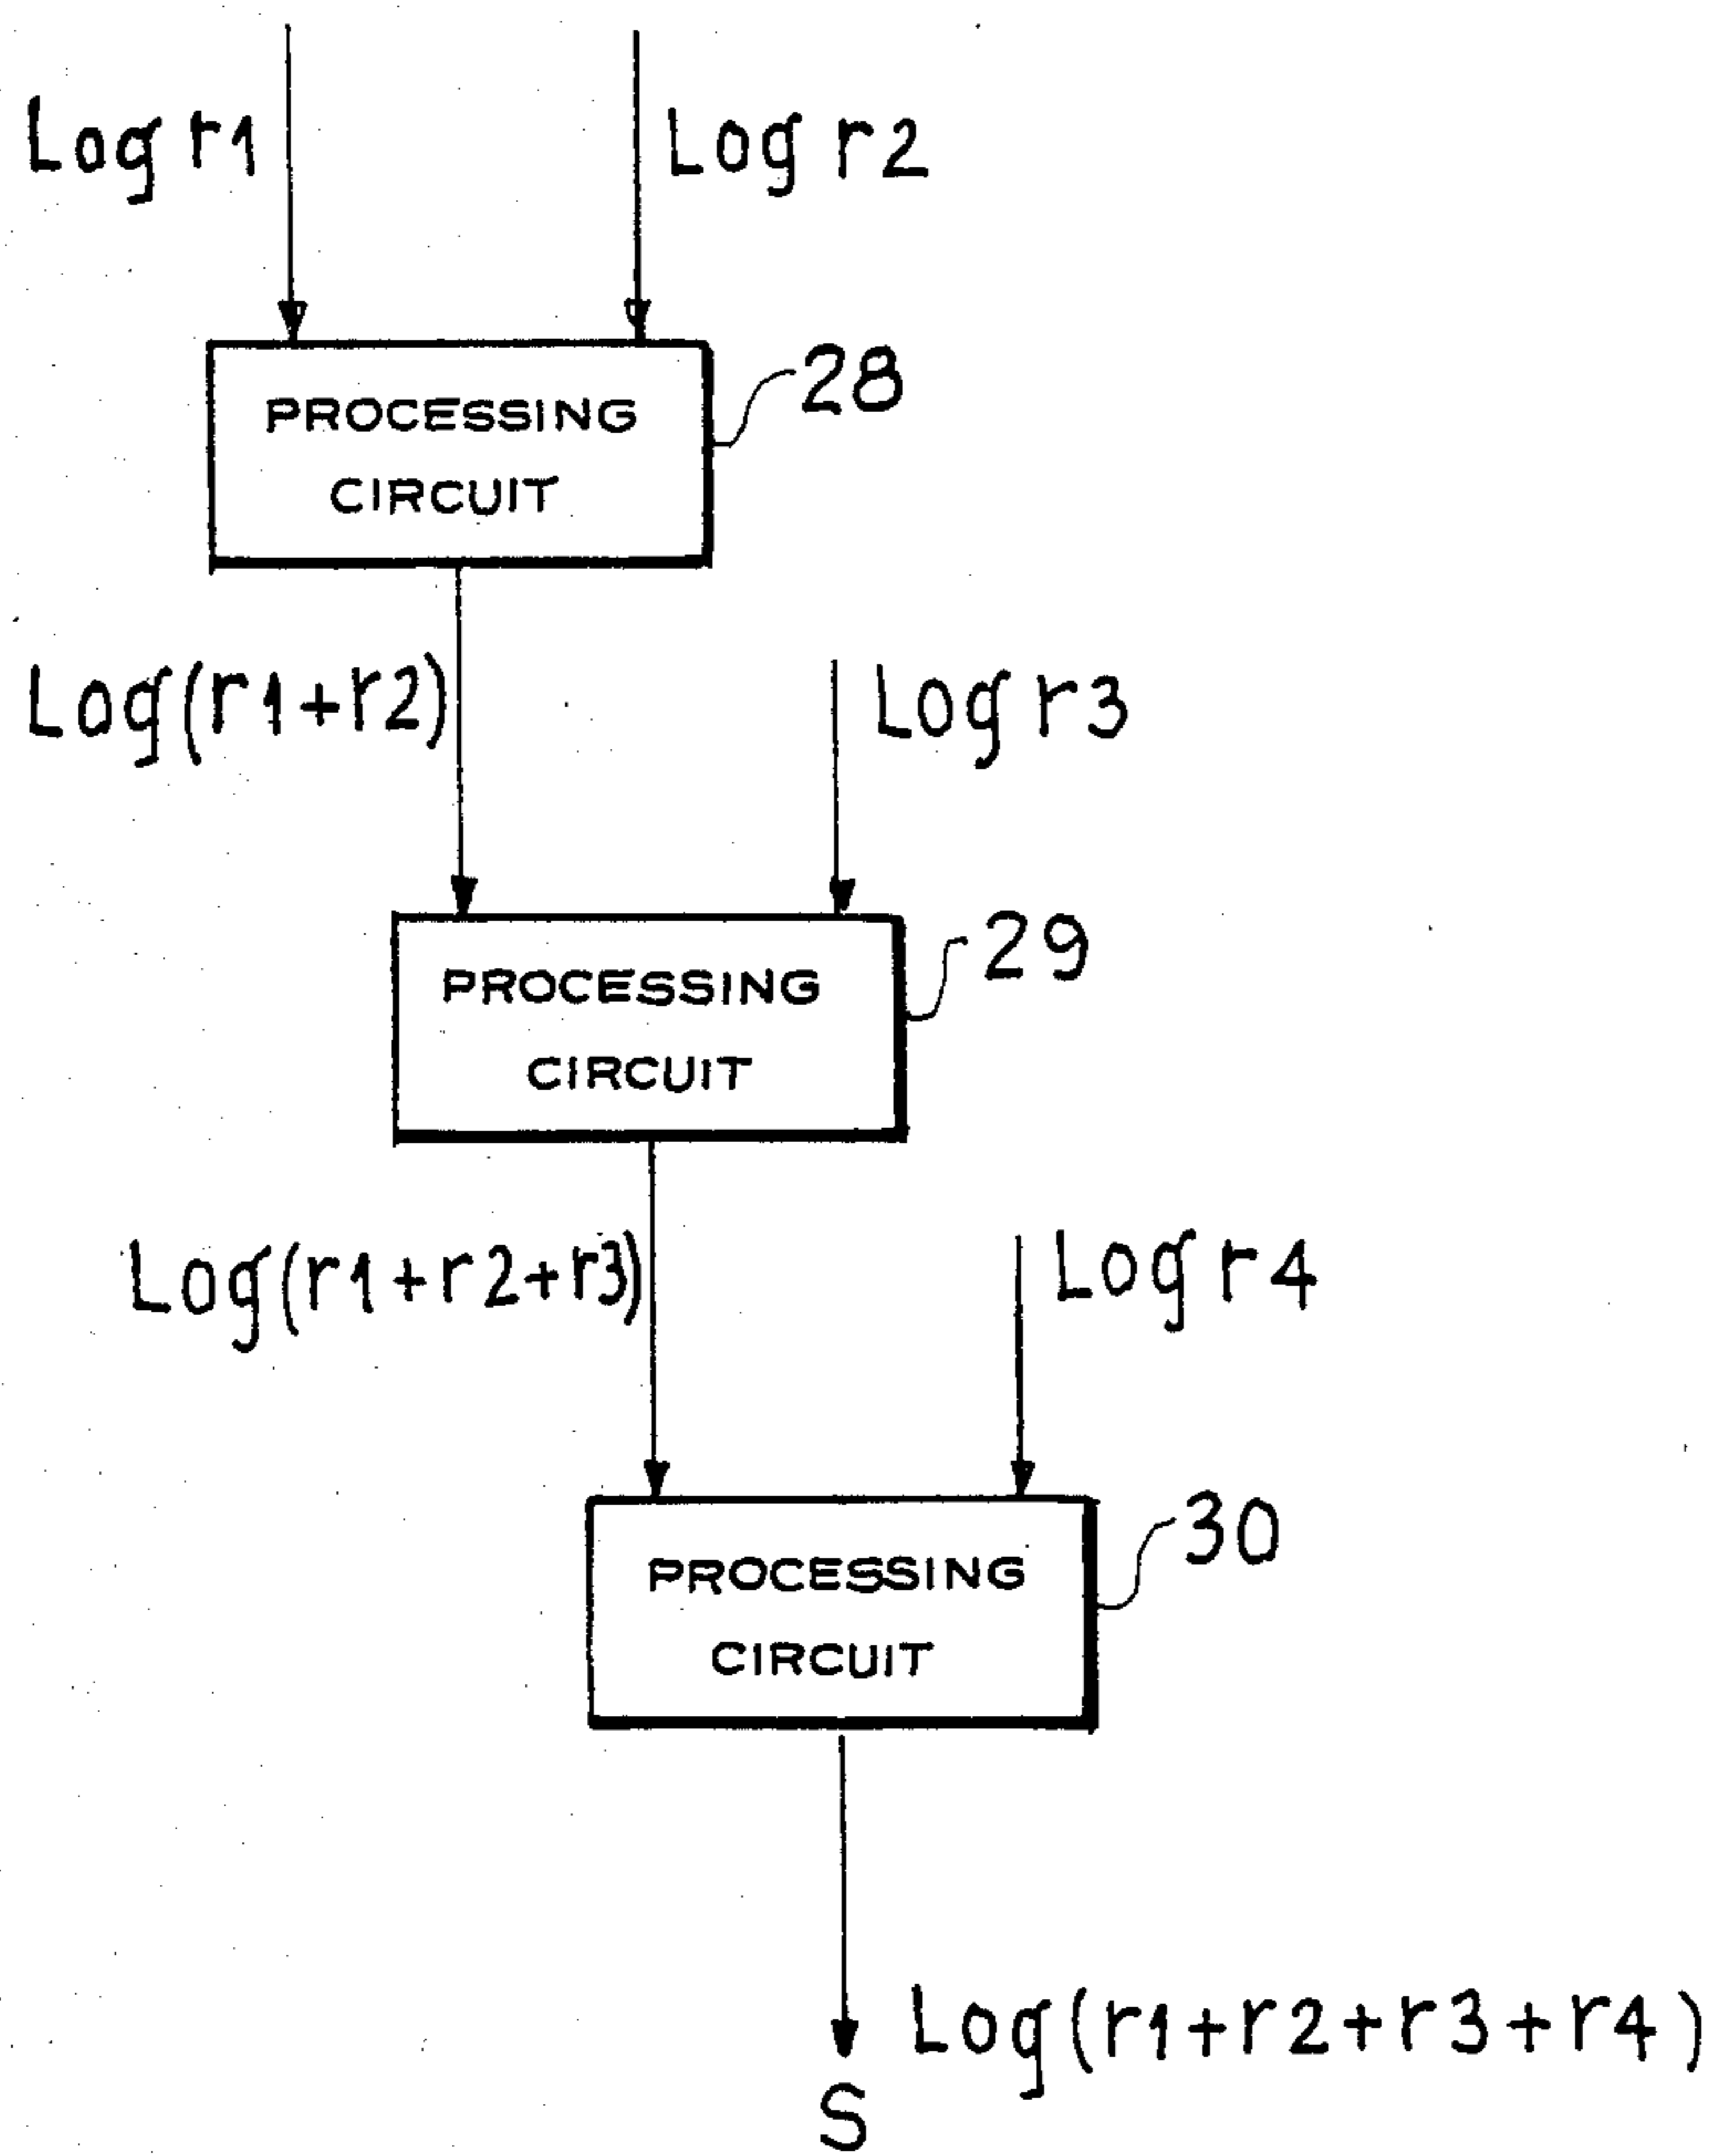 Log r1
Log r2
PROCESSING
CIRCUIT
28
Log(r1+r2)
Log r3
PROCESSING
CIRCUIT
29
Log(r1+r2+r3)
Log r4
PROCESSING
CIRCUIT
30
Log(r1+r2+r3+r4)
S